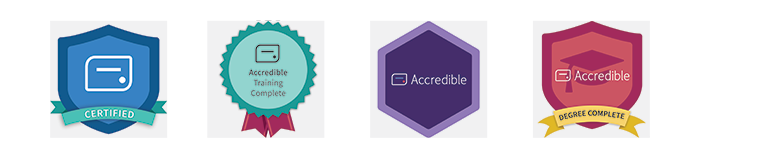 CERTIFIED
Accredible
Training
Complete
Accredible
Accredible
DEGREE COMPLETE